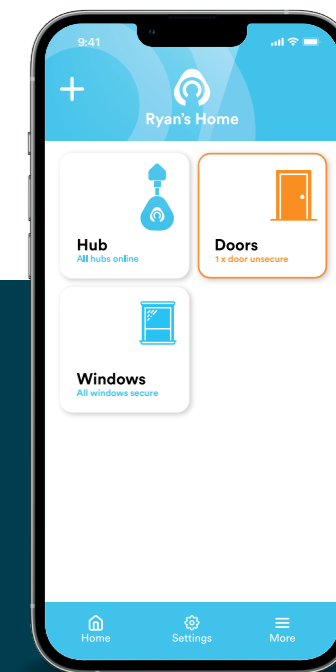 9:41
Ryan's Home
Hub
All hubs online
Doors
1 x door unsecure
Windows
All windows secure
Home
Settings
More